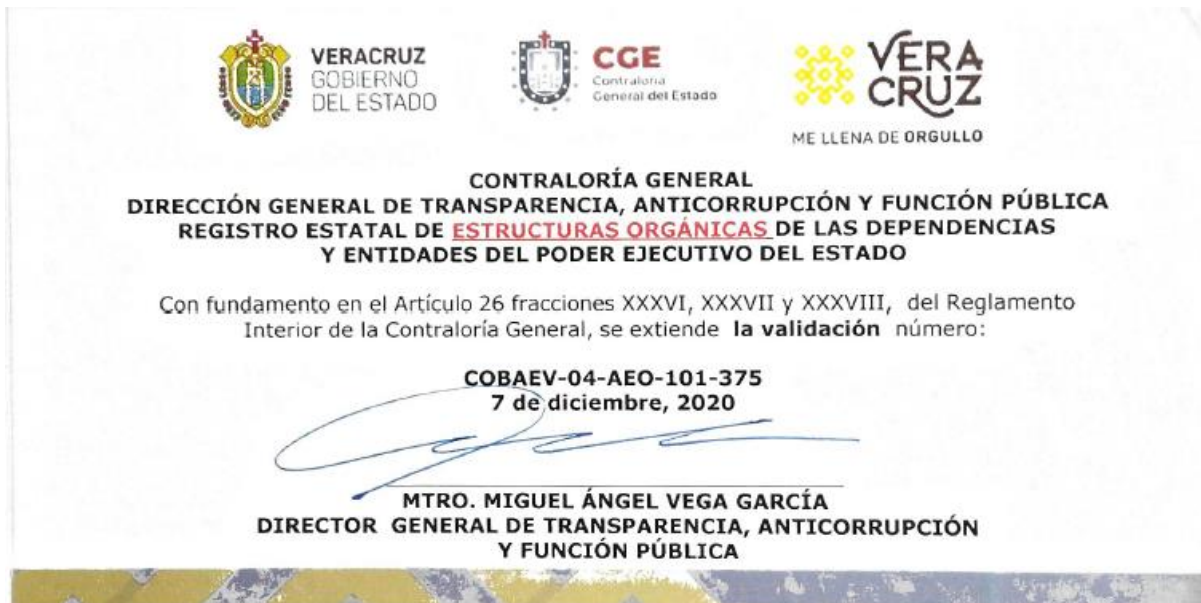 VERACRUZ
GOBIERNO
DEL ESTADO
CGE
Contraloría
General del Estado
VERA
CRUZ
ME LLENA DE ORGULLO
CONTRALORÍA GENERAL
DIRECCIÓN GENERAL DE TRANSPARENCIA, ANTICORRUPCIÓN Y FUNCIÓN PÚBLICA
REGISTRO ESTATAL DE ESTRUCTURAS ORGÁNICAS DE LAS DEPENDENCIAS
Y ENTIDADES DEL PODER EJECUTIVO DEL ESTADO
Con fundamento en el Artículo 26 fracciones XXXVI, XXXVII y XXXVIII, del Reglamento
Interior de la Contraloría General, se extiende la validación número:
COBAEV-04-AEO-101-375
7 de diciembre, 2020
MTRO. MIGUEL ÁNGEL VEGA GARCÍA
DIRECTOR GENERAL DE TRANSPARENCIA, ANTICORRUPCIÓN
Y FUNCIÓN PÚBLICA